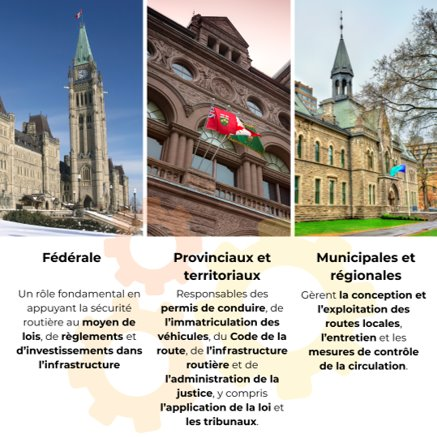 Fédérale
Un rôle fondamental en
appuyant la sécurité
routière au moyen de
lois, de règlements et
d'investissements dans
l'infrastructure
Provinciaux et
territoriaux
Responsables des
permis de conduire, de
l'immatriculation des
véhicules, du Code de la
route, de l'infrastructure
routière et de
l'administration de la
justice, y compris
l'application de la loi et
les tribunaux.
Municipales et
régionales
Gèrent la conception et
l'exploitation des
routes locales,
l'entretien et les
mesures de contrôle
de la circulation.